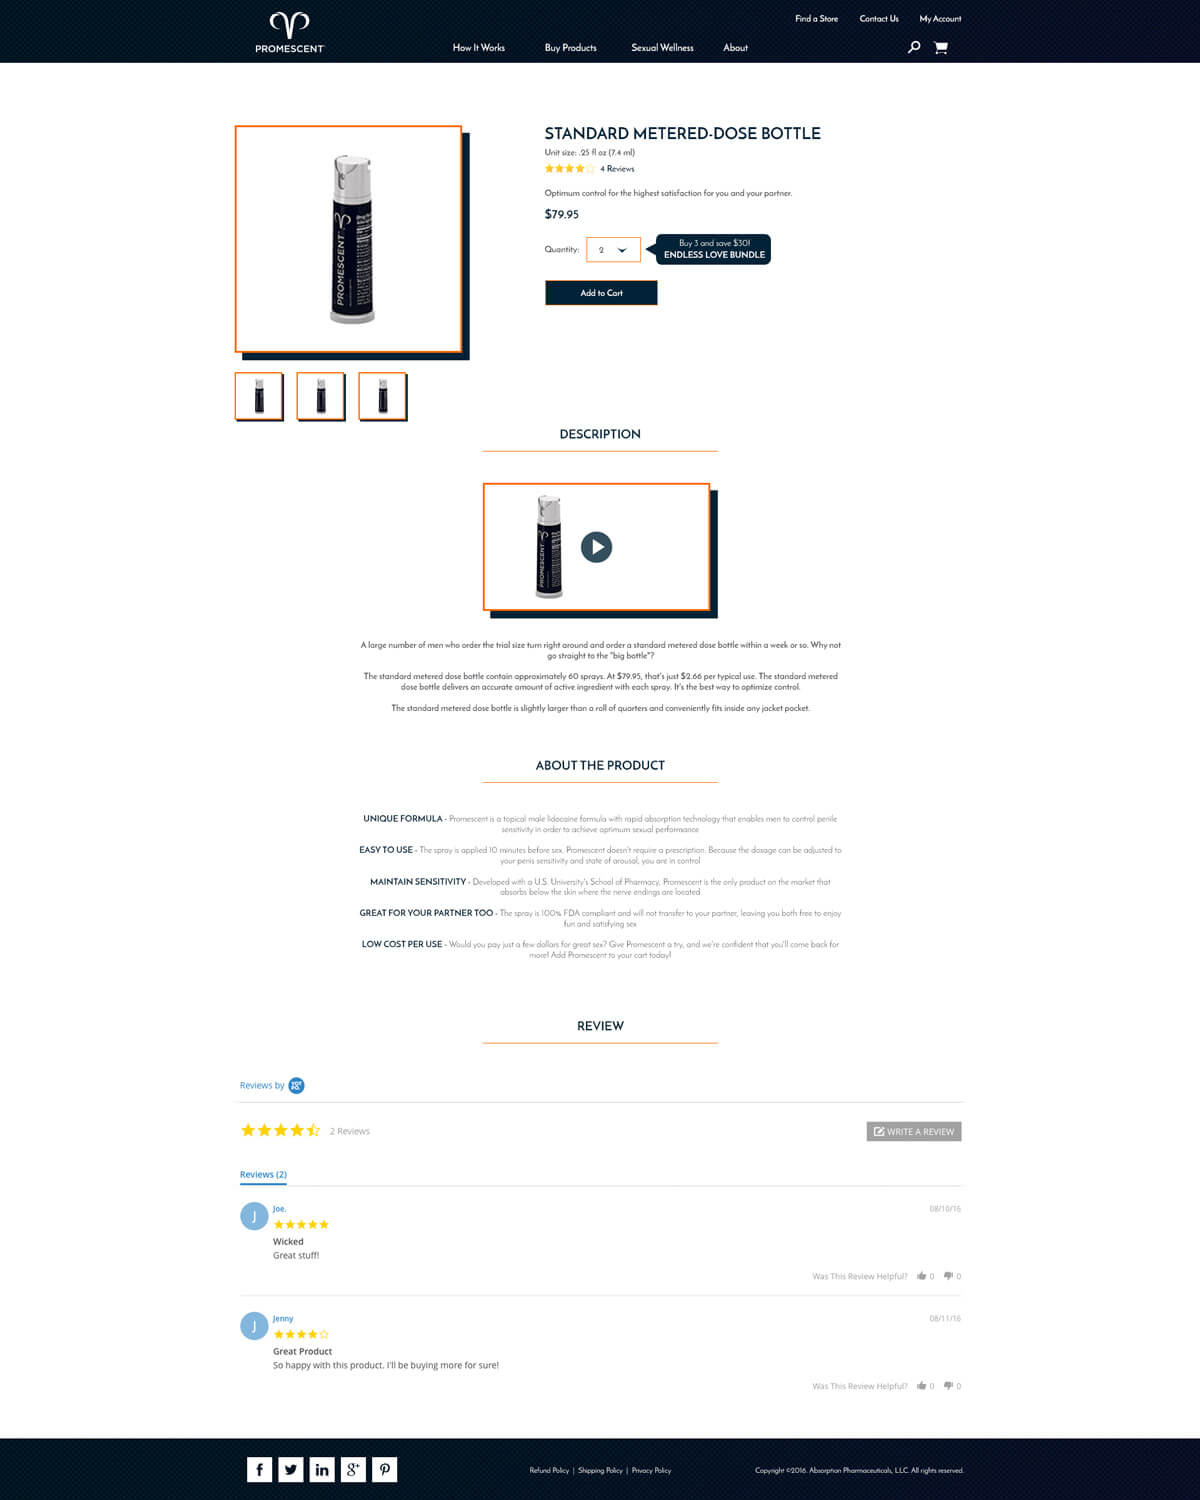 Find a Store Contact Us My Account
PROMESCENT
How It Works Buy Products Sexual Wellness About
STANDARD METERED-DOSE BOTTLE
Unit size: .25 fl oz (7.4 ml)
4 Reviews
Optimum control for the highest satisfaction for you and your partner.
$79.95
Quantity: 2
Buy 3 and save $30!
ENDLESS LOVE BUNDLE
Add to Cart
PROMESCENT
DESCRIPTION
PROMESCENT
A large number of men who order the trial size turn right around and order a standard metered dose bottle within a week or so. Why not
go straight to the "big bottle"?
The standard metered dose bottle contain approximately 60 sprays. At $79.95, that's just $2.66 per typical use. The standard metered
dose bottle delivers an accurate amount of active ingredient with each spray. It's the best way to optimize control.
The standard metered dose bottle is slightly larger than a roll of quarters and conveniently fits inside any jacket pocket.
ABOUT THE PRODUCT
UNIQUE FORMULA - Promescent is a topical male lidocaine formula with rapid absorption technology that enables men to control penile
sensitivity in order to achieve optimum sexual performance
EASY TO USE - The spray is applied 10 minutes before sex. Promescent doesn't require a prescription. Because the dosage can be adjusted to
your penis sensitivity and state of arousal, you are in control
MAINTAIN SENSITIVITY - Developed with a U.S. University's School of Pharmacy, Promescent is the only product on the market that
absorbs below the skin where the nerve endings are located
GREAT FOR YOUR PARTNER TOO - The spray is 100% FDA compliant and will not transfer to your partner, leaving you both free to enjoy
fun and satisfying sex
LOW COST PER USE - Would you pay just a few dollars for great sex? Give Promescent a try, and we're confident that you'll come back for
more! Add Promescent to your cart today!
REVIEW
Reviews by YOTPO.
2 Reviews
WRITE A REVIEW
Reviews (2)
J Joe. 08/10/16
Wicked
Great stuff!
Was This Review Helpful? 0 0
J Jenny 08/11/16
Great Product
So happy with this product. I'll be buying more for sure!
Was This Review Helpful? 0 0
f in g+
Refund Policy | Shipping Policy | Privacy Policy
Copyright ©2016. Absorption Pharmaceuticals, LLC. All rights reserved.